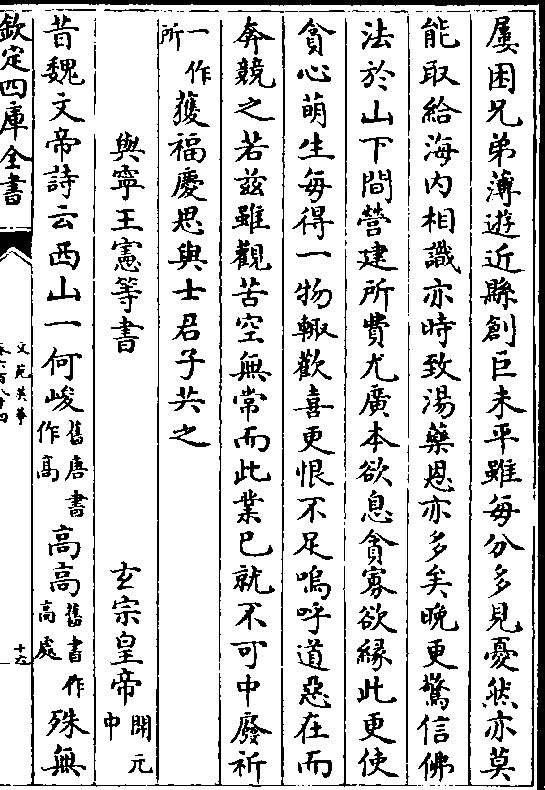 屢困兄弟薄遊近縣創巨未平雖每分多見憂然亦莫
能取給海内相識亦時致湯藥恩亦多矣晚更驚信佛
法於山下間營建所費尤廣本欲息貪寡欲縁此更使
貪心萌生每得一物輙歡喜更恨不足嗚呼道惡在而
奔競之若兹雖觀苦空無常而此業已就不可中廢祈
一作所獲福慶思與士君子共之
與寧王憲等書 玄宗皇帝開元中
昔魏文帝詩云西山一何峻舊唐書作高高高舊書作高處殊無
欽定四庫全書
文苑英華
卷六百八十四
十六